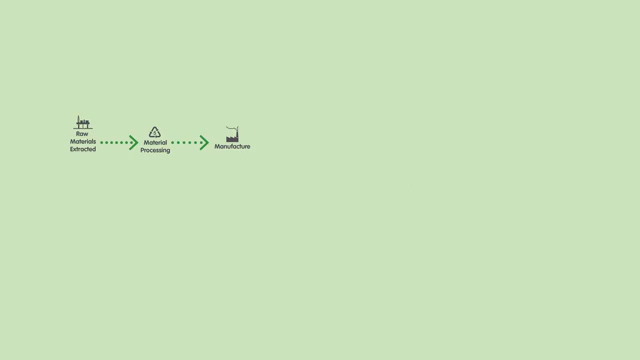 Raw
Materials
Extracted
Material
Processing
Manufacture